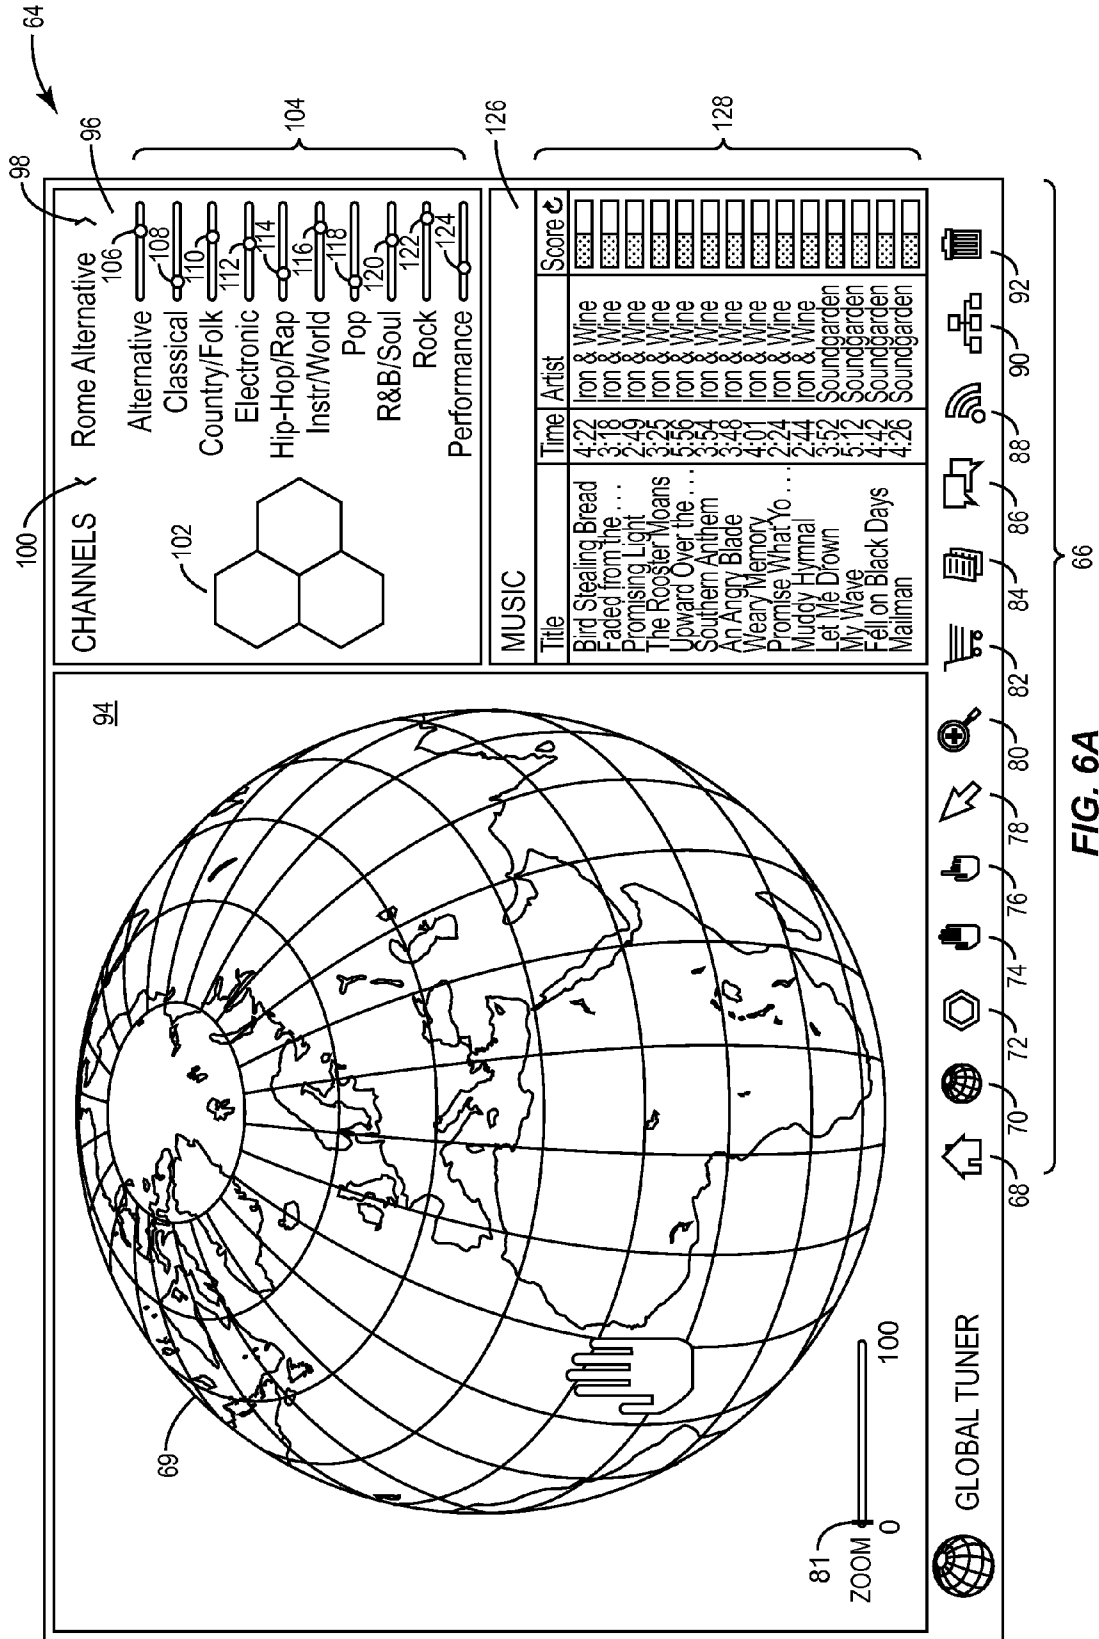 64
100
98
CHANNELS
Rome Alternative
96
94
102
106
Alternative
108
Classical
110
Country/Folk
112
Electronic
114
Hip-Hop/Rap
116
Instr/World
118
Pop
120
R&B/Soul
122
Rock
124
Performance
104
69
MUSIC
126
Title Time Artist Score
Bird Stealing Bread 4:22 Iron & Wine
Faded from the ... 3:18 Iron & Wine
Promising Light 2:49 Iron & Wine
The Rooster Moans 3:25 Iron & Wine
Upward Over the ... 5:56 Iron & Wine
Southern Anthem 3:54 Iron & Wine
An Angry Blade 3:48 Iron & Wine
Weary Memory 4:01 Iron & Wine
Promise What Yo.... 2:24 Iron & Wine
Muddy Hymnal 2:44 Iron & Wine
Let Me Drown 3:52 Soundgarden
My Wave 5:12 Soundgarden
Fell on Black Days 4:42 Soundgarden
Mailman 4:26 Soundgarden
128
81
ZOOM
0 100
GLOBAL TUNER
68 70 72 74 76 78 80 82 84 86 88 90 92
66
FIG. 6A